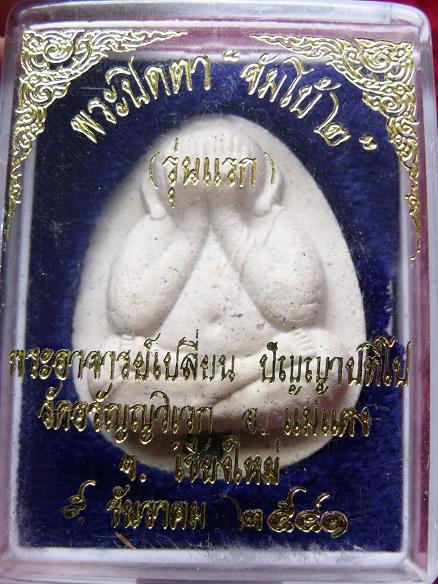 พระปิดตา "จัมโบ้ ๒"
(รุ่นแรก)
พระอาจารย์เปลี่ยน ปัญญาปทีโป
วัดอรัญญวิเวก อ. แม่แตง
จ. เชียงใหม่
๙ ธันวาคม ๒๕๔๑